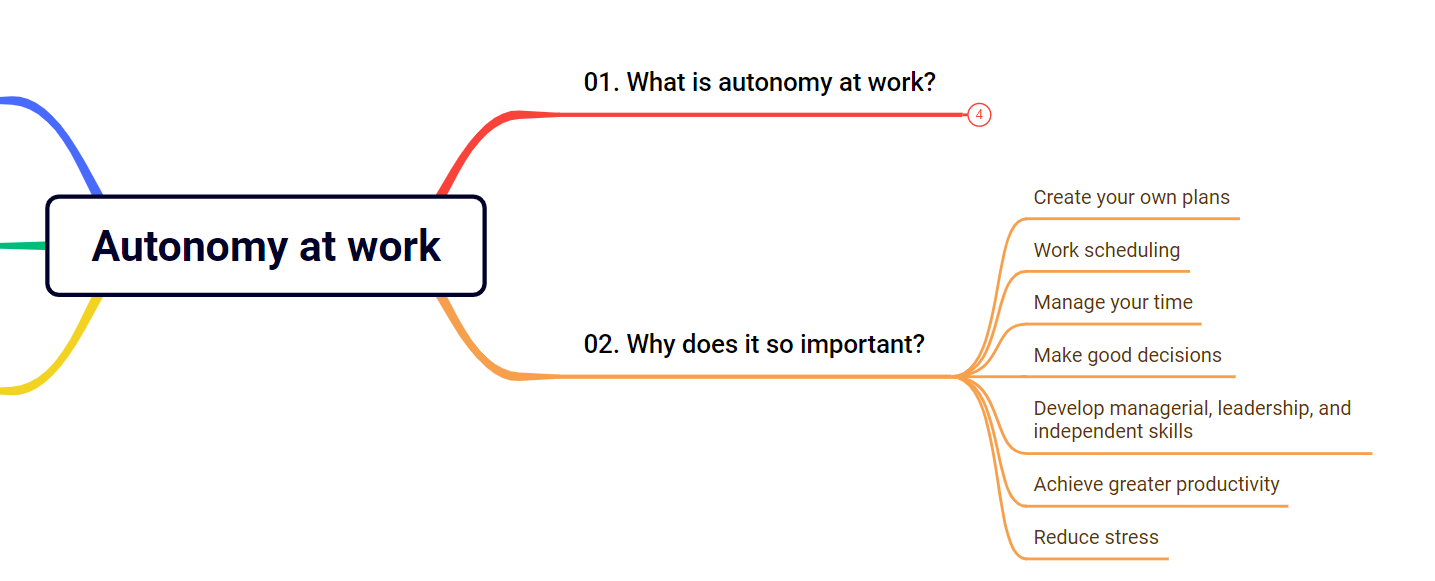 01. What is autonomy at work?
4
Autonomy at work
02. Why does it so important?
Create your own plans
Work scheduling
Manage your time
Make good decisions
Develop managerial, leadership, and
independent skills
Achieve greater productivity
Reduce stress